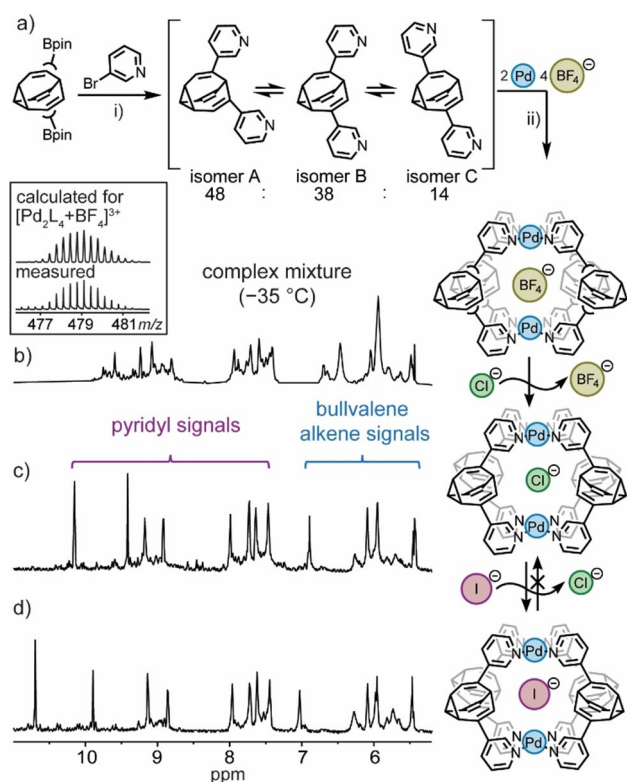 a)
Bpin
Bpin
Br
N
i)
N
N
isomer A
N
N
isomer B
N
N
isomer C
48 : 38 : 14
2 Pd 4 BF4⊖
ii)
calculated for
[Pd2L4+BF4]3+
measured
477 479 481 m/z
complex mixture
(−35 °C)
Pd
N N N N
BF4⊖
N N N N
Pd
b)
Cl⊖ BF4⊖
pyridyl signals
bullvalene
alkene signals
c)
Pd
N N N N
Cl⊖
N N N N
Pd
I⊖ Cl⊖
d)
Pd
N N N N
I⊖
N N N N
Pd
10 9 8 7 6
ppm